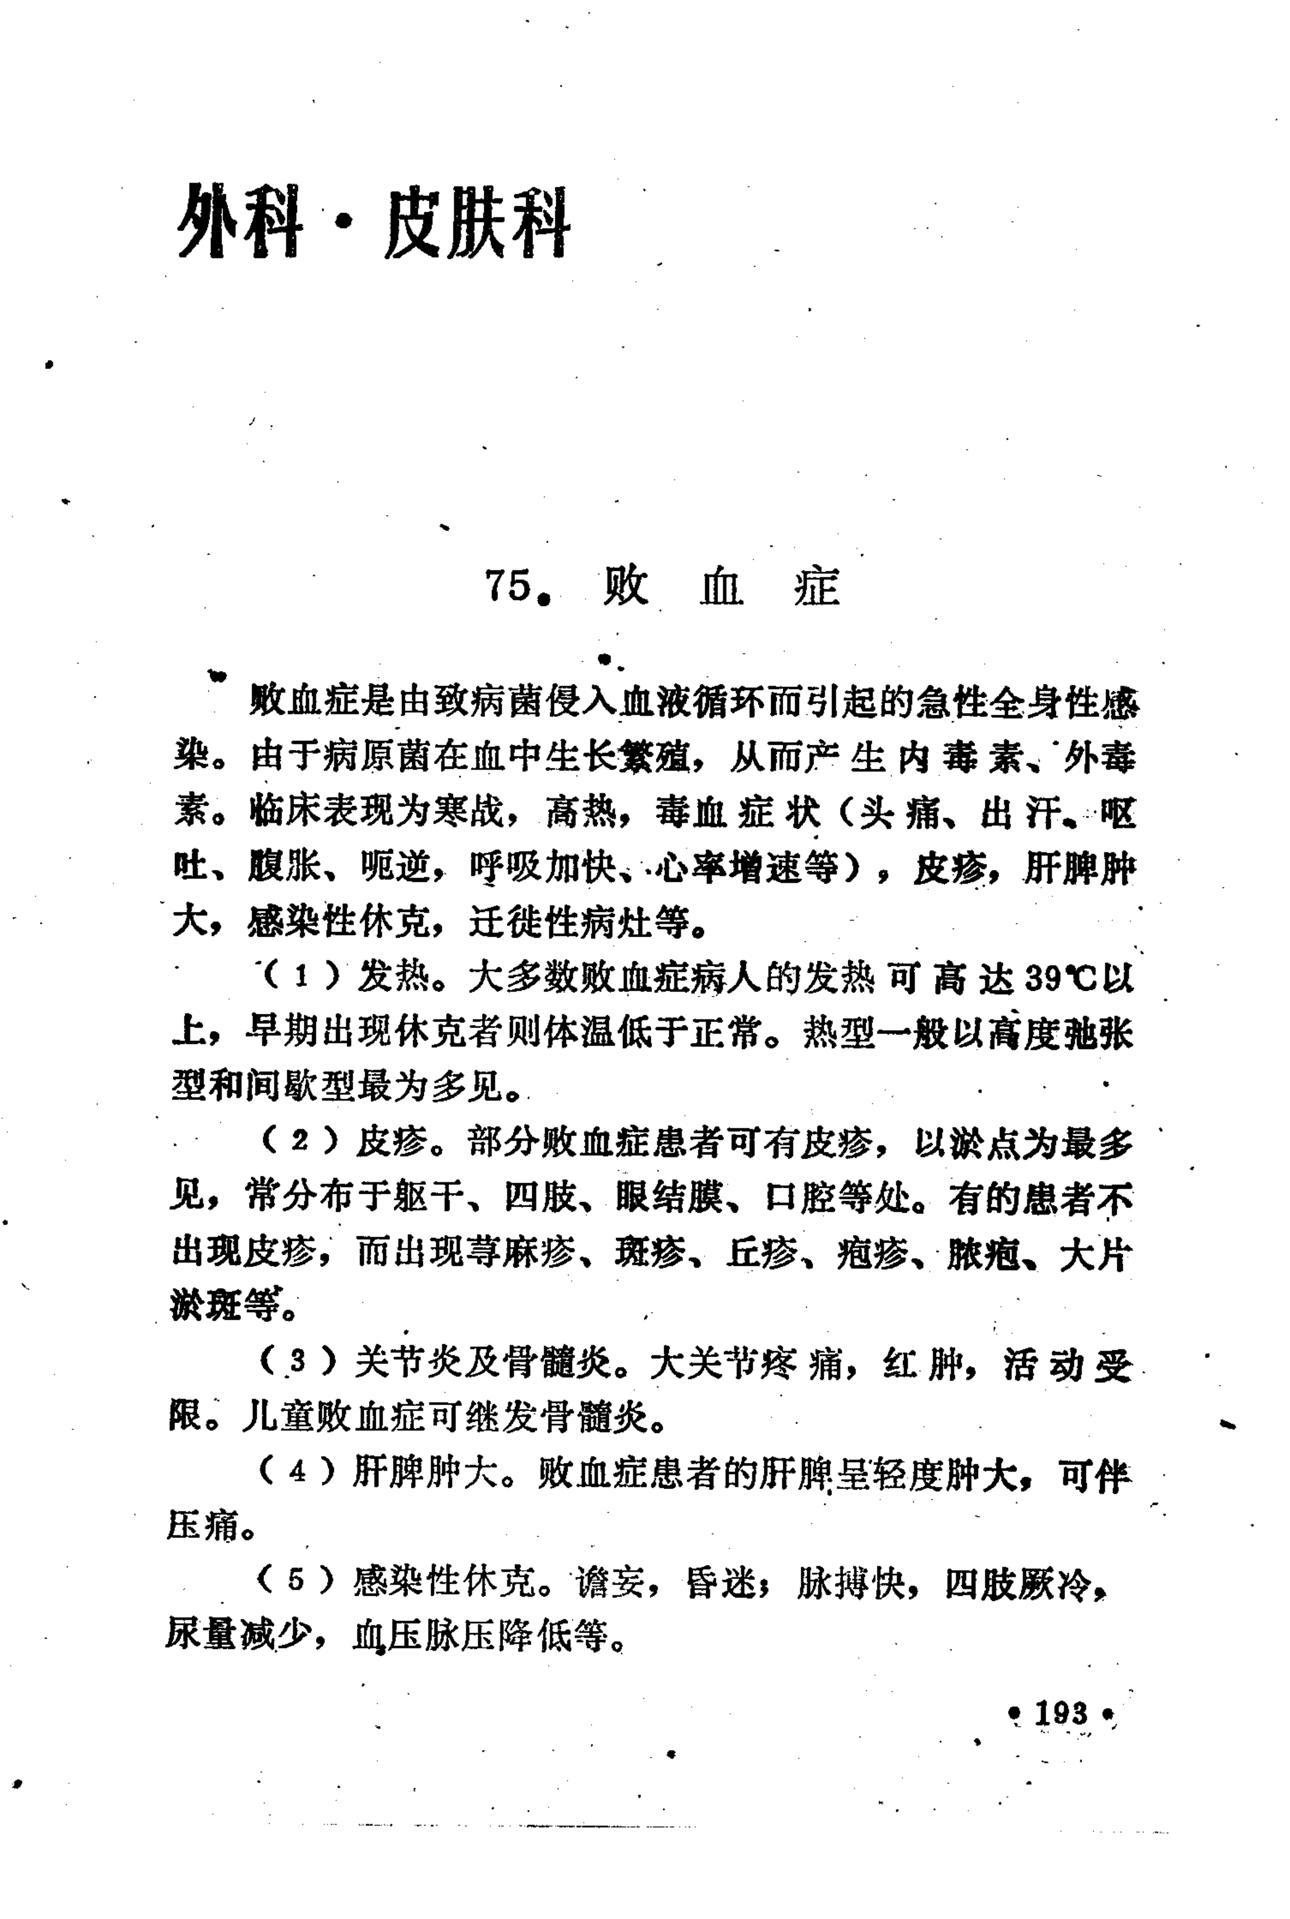 外科·皮肤科
75. 败血症
败血症是由致病菌侵入血液循环而引起的急性全身性感
染。由于病原菌在血中生长繁殖，从而产生内毒素、外毒
素。临床表现为寒战，高热，毒血症状（头痛、出汗、呕
吐、腹胀、呃逆，呼吸加快、心率增速等），皮疹，肝脾肿
大，感染性休克，迁徙性病灶等。
（1）发热。大多数败血症病人的发热可高达39℃以
上，早期出现休克者则体温低于正常。热型一般以高度弛张
型和间歇型最为多见。
（2）皮疹。部分败血症患者可有皮疹，以淤点为最多
见，常分布于躯干、四肢、眼结膜、口腔等处。有的患者不
出现皮疹，而出现荨麻疹、斑疹、丘疹、疱疹、脓疱、大片
淤斑等。
（3）关节炎及骨髓炎。大关节疼痛，红肿，活动受
限。儿童败血症可继发骨髓炎。
（4）肝脾肿大。败血症患者的肝脾呈轻度肿大，可伴
压痛。
（5）感染性休克。谵妄，昏迷；脉搏快，四肢厥冷，
尿量减少，血压脉压降低等。
·193·